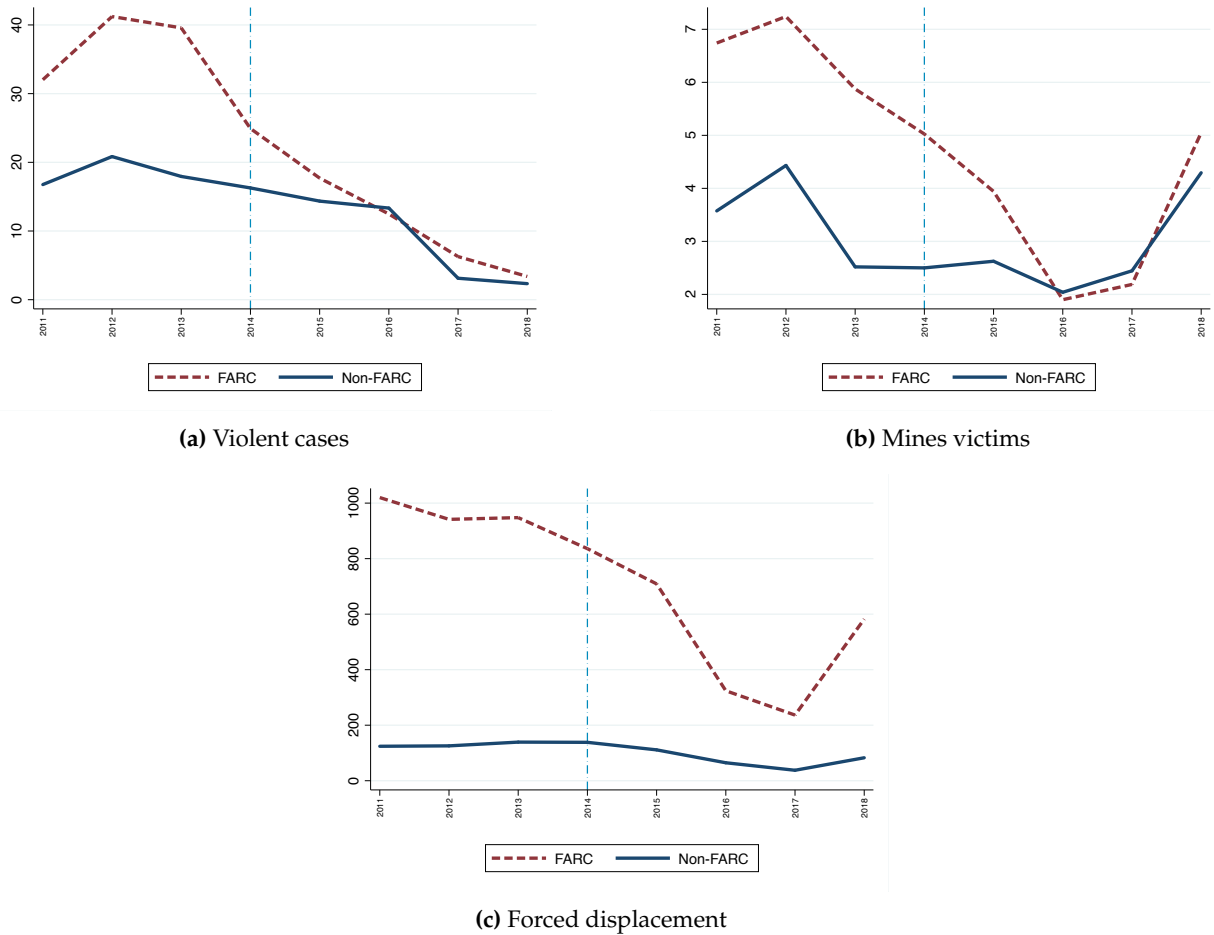 40
30
20
10
0
2011 2012 2013 2014 2015 2016 2017 2018
FARC Non-FARC
(a) Violent cases
7
6
5
4
3
2
2011 2012 2013 2014 2015 2016 2017 2018
FARC Non-FARC
(b) Mines victims
1000
800
600
400
200
0
2011 2012 2013 2014 2015 2016 2017 2018
FARC Non-FARC
(c) Forced displacement